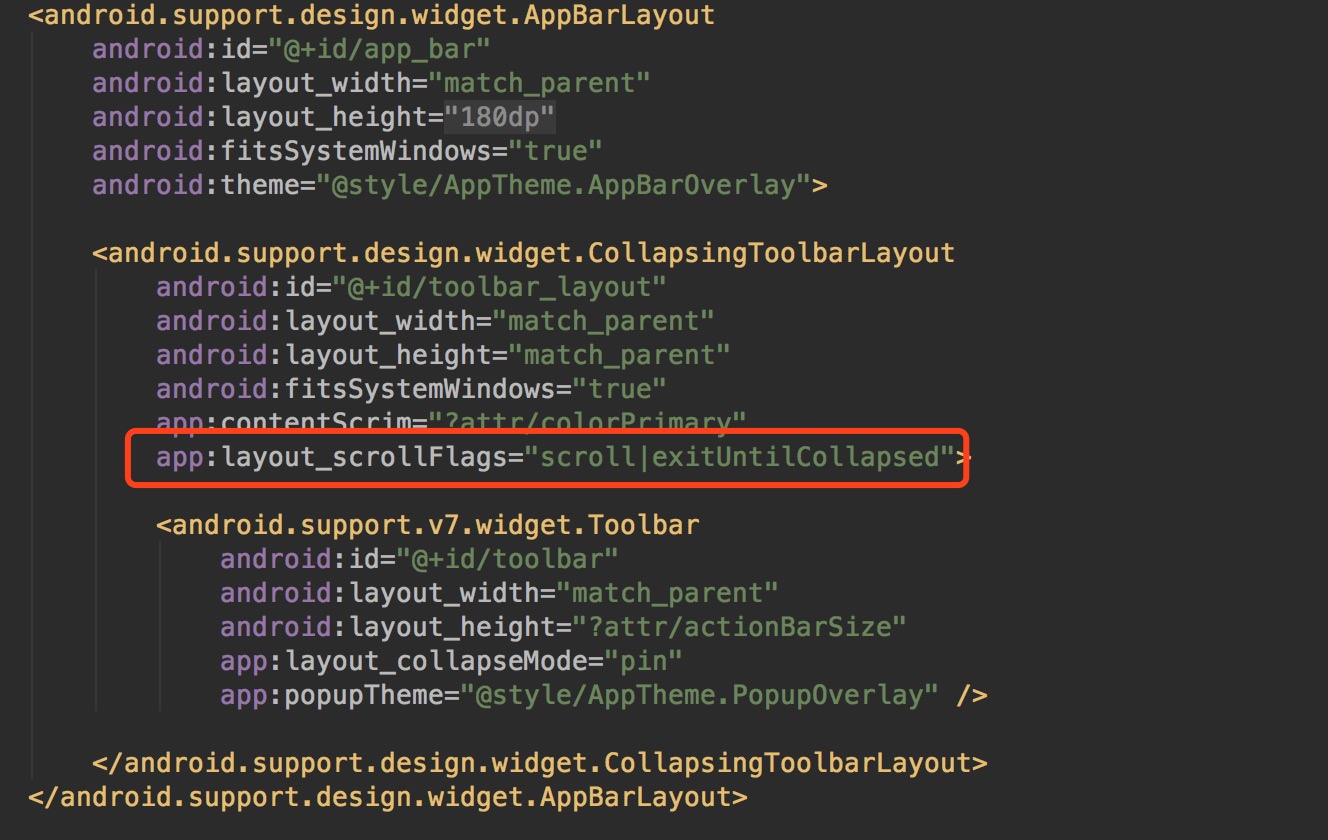 <android.support.design.widget.AppBarLayout
android:id="@+id/app_bar"
android:layout_width="match_parent"
android:layout_height="180dp"
android:fitsSystemWindows="true"
android:theme="@style/AppTheme.AppBarOverlay">
<android.support.design.widget.CollapsingToolbarLayout
android:id="@+id/toolbar_layout"
android:layout_width="match_parent"
android:layout_height="match_parent"
android:fitsSystemWindows="true"
app:contentScrim="?attr/colorPrimary"
app:layout_scrollFlags="scroll|exitUntilCollapsed">
<android.support.v7.widget.Toolbar
android:id="@+id/toolbar"
android:layout_width="match_parent"
android:layout_height="?attr/actionBarSize"
app:layout_collapseMode="pin"
app:popupTheme="@style/AppTheme.PopupOverlay" />
</android.support.design.widget.CollapsingToolbarLayout>
</android.support.design.widget.AppBarLayout>